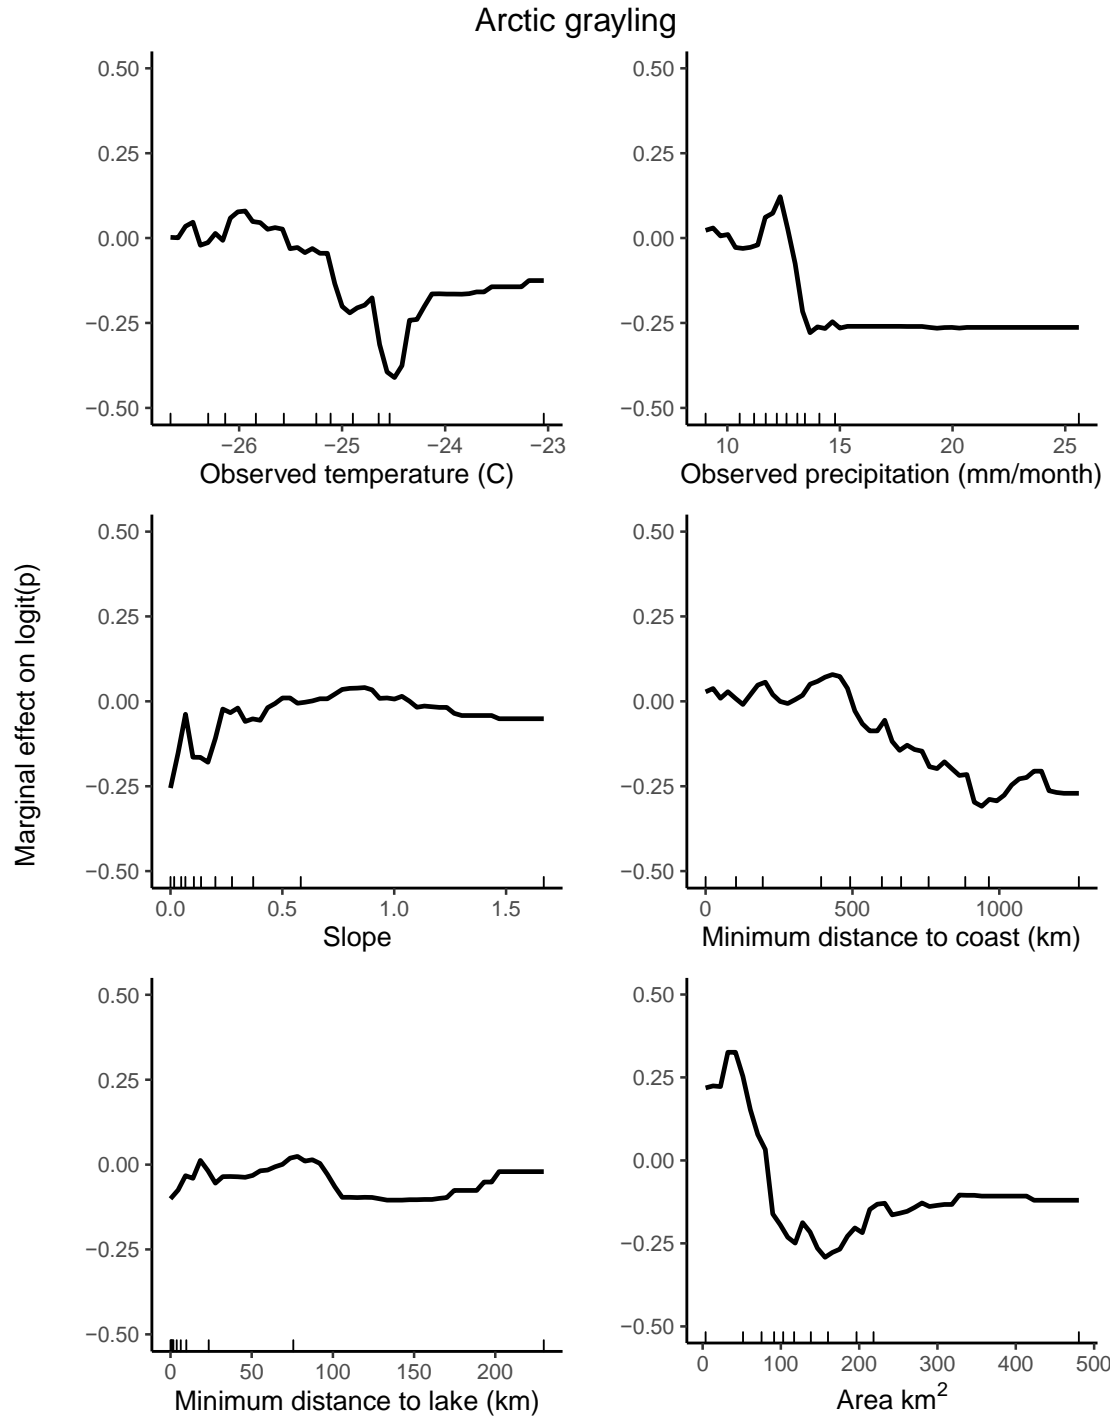 Arctic grayling
Marginal effect on logit(p)
0.50
0.25
0.00
−0.25
−0.50
−26 −25 −24 −23
Observed temperature (C)
0.50
0.25
0.00
−0.25
−0.50
10 15 20 25
Observed precipitation (mm/month)
0.50
0.25
0.00
−0.25
−0.50
0.0 0.5 1.0 1.5
Slope
0.50
0.25
0.00
−0.25
−0.50
0 500 1000
Minimum distance to coast (km)
0.50
0.25
0.00
−0.25
−0.50
0 50 100 150 200
Minimum distance to lake (km)
0.50
0.25
0.00
−0.25
−0.50
0 100 200 300 400 500
Area km²